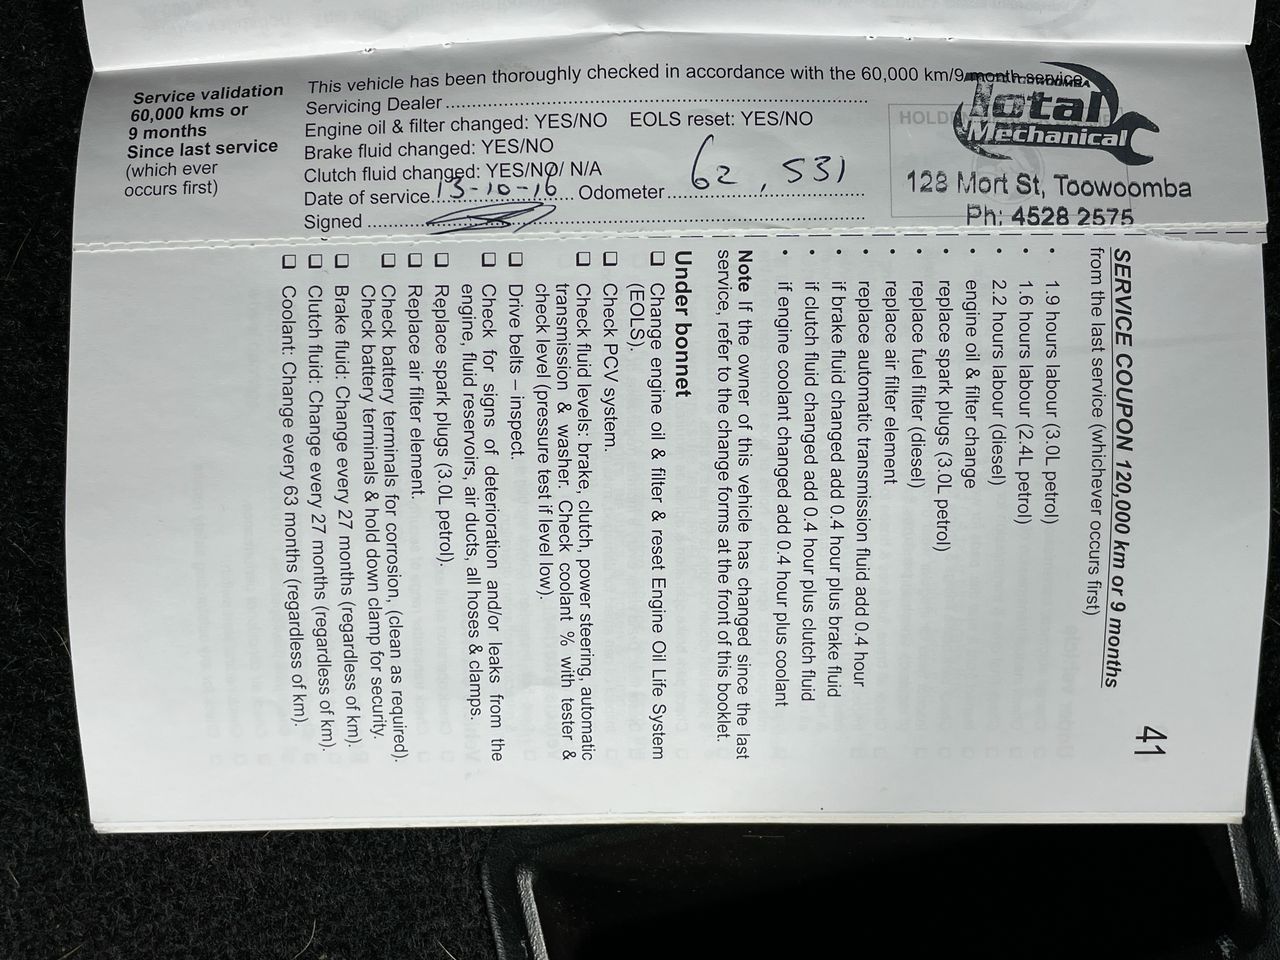 Service validation
60,000 kms or
9 months
Since last service
(which ever
occurs first)
This vehicle has been thoroughly checked in accordance with the 60,000 km/9 month service.
Servicing Dealer
Engine oil & filter changed: YES/NO EOLS reset: YES/NO
Brake fluid changed: YES/NO
Clutch fluid changed: YES/NO/ N/A
Date of service 13-10-16 Odometer 62,531
Signed
TOOWOOMBA
Total
Mechanical
128 Mort St, Toowoomba
Ph: 4528 2575
41
SERVICE COUPON 120,000 km or 9 months
from the last service (whichever occurs first)
• 1.9 hours labour (3.0L petrol)
• 1.6 hours labour (2.4L petrol)
• 2.2 hours labour (diesel)
• engine oil & filter change
• replace spark plugs (3.0L petrol)
• replace fuel filter (diesel)
• replace air filter element
• replace automatic transmission fluid add 0.4 hour
• if brake fluid changed add 0.4 hour plus brake fluid
• if clutch fluid changed add 0.4 hour plus clutch fluid
• if engine coolant changed add 0.4 hour plus coolant
Note If the owner of this vehicle has changed since the last
service, refer to the change forms at the front of this booklet.
Under bonnet
❑ Change engine oil & filter & reset Engine Oil Life System
(EOLS).
❑ Check PCV system.
❑ Check fluid levels: brake, clutch, power steering, automatic
transmission & washer. Check coolant % with tester &
check level (pressure test if level low).
❑ Drive belts – inspect.
❑ Check for signs of deterioration and/or leaks from the
engine, fluid reservoirs, air ducts, all hoses & clamps.
❑ Replace spark plugs (3.0L petrol).
❑ Replace air filter element.
❑ Check battery terminals for corrosion, (clean as required).
Check battery terminals & hold down clamp for security.
❑ Brake fluid: Change every 27 months (regardless of km).
❑ Clutch fluid: Change every 27 months (regardless of km).
❑ Coolant: Change every 63 months (regardless of km).